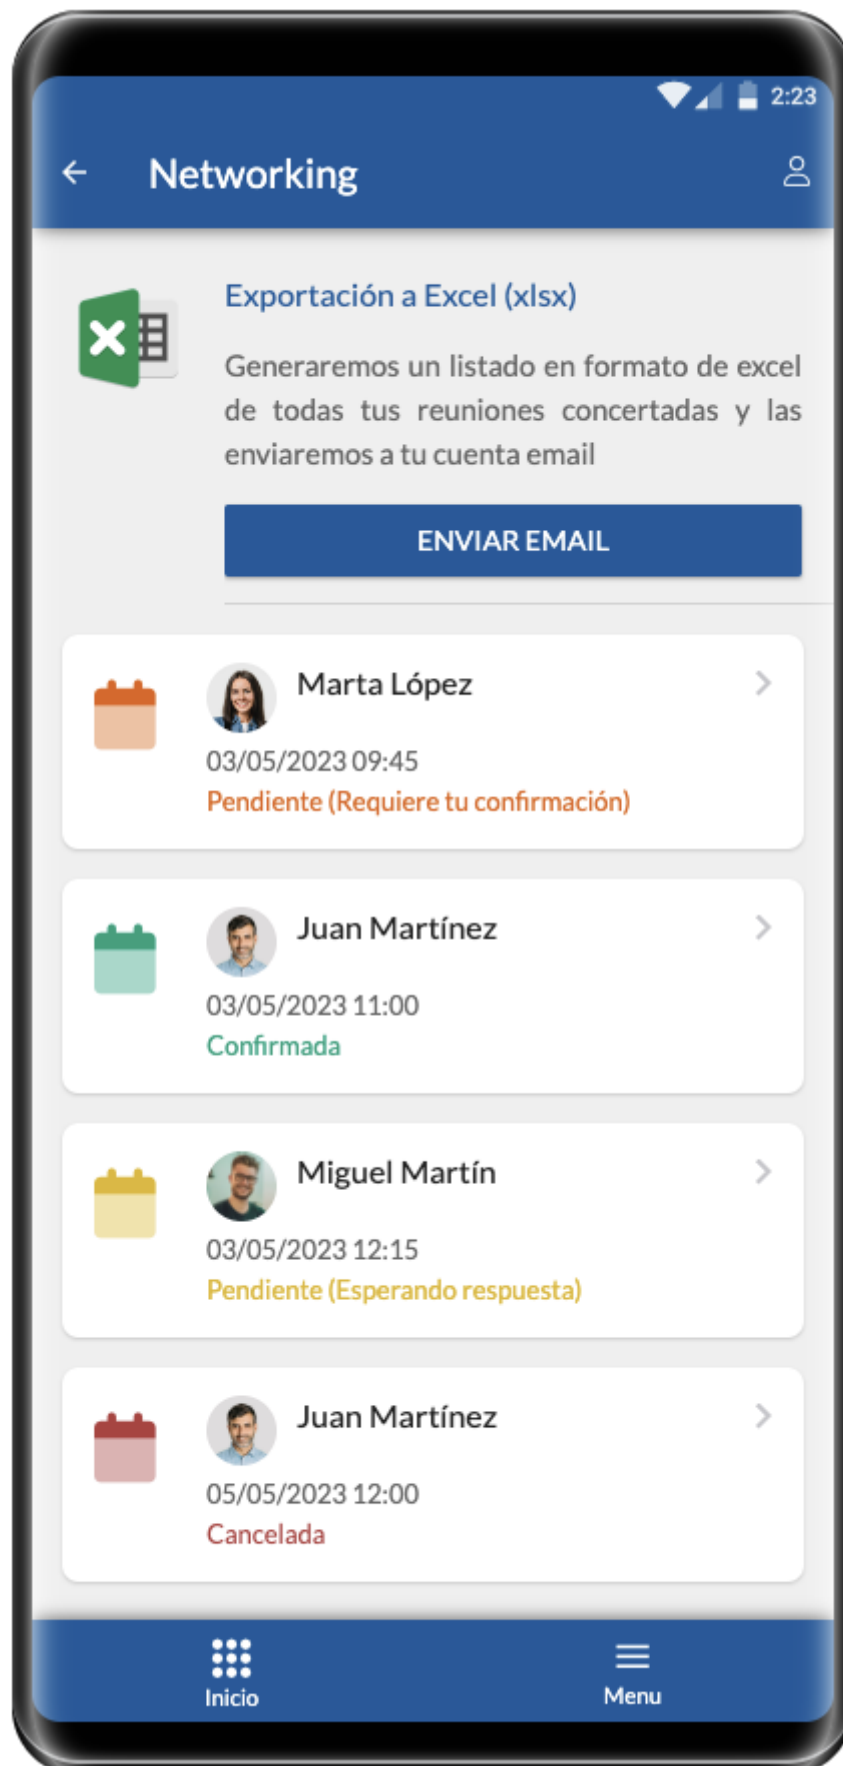 2:23
Networking
Exportación a Excel (xlsx)
Generaremos un listado en formato de excel
de todas tus reuniones concertadas y las
enviaremos a tu cuenta email
ENVIAR EMAIL
Marta López
03/05/2023 09:45
Pendiente (Requiere tu confirmación)
Juan Martínez
03/05/2023 11:00
Confirmada
Miguel Martín
03/05/2023 12:15
Pendiente (Esperando respuesta)
Juan Martínez
05/05/2023 12:00
Cancelada
Inicio
Menu